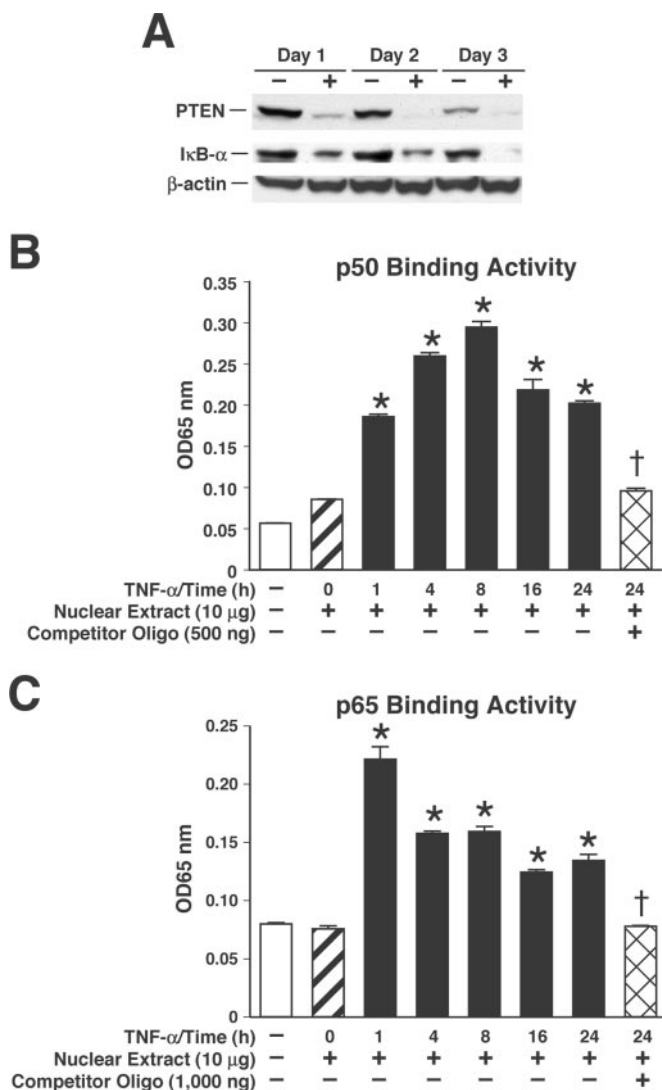 A
Day 1 Day 2 Day 3
− + − + − +
PTEN
IκB-α
β-actin
B
p50 Binding Activity
OD65 nm
0.35
0.30
0.25
0.20
0.15
0.10
0.05
0
* * * * * †
TNF-α/Time (h) − 0 1 4 8 16 24 24
Nuclear Extract (10 μg) − + + + + + + +
Competitor Oligo (500 ng) − − − − − − − +
C
p65 Binding Activity
OD65 nm
0.25
0.20
0.15
0.10
0.05
0
* * * * * †
TNF-α/Time (h) − 0 1 4 8 16 24 24
Nuclear Extract (10 μg) − + + + + + + +
Competitor Oligo (1,000 ng) − − − − − − − +